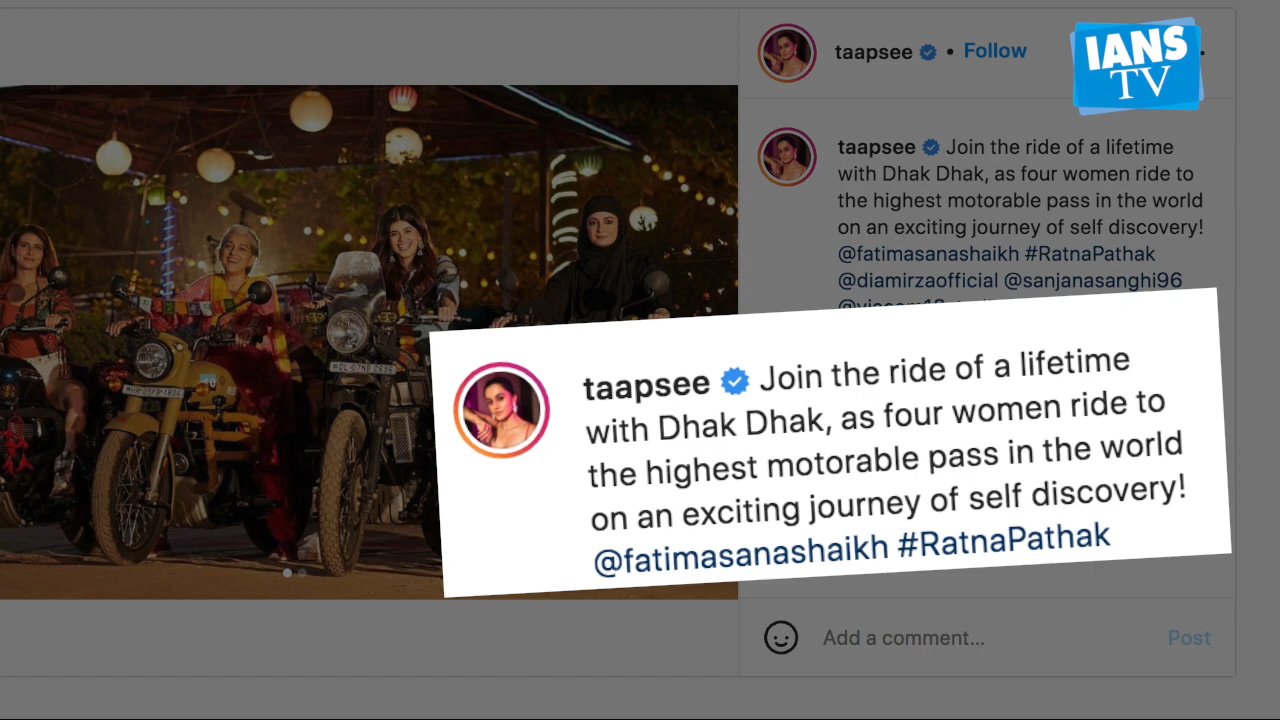 IANS
TV
taapsee • Follow
taapsee Join the ride of a lifetime
with Dhak Dhak, as four women ride to
the highest motorable pass in the world
on an exciting journey of self discovery!
@fatimasanashaikh #RatnaPathak
@diamirzaofficial @sanjanasanghi96
taapsee Join the ride of a lifetime
with Dhak Dhak, as four women ride to
the highest motorable pass in the world
on an exciting journey of self discovery!
@fatimasanashaikh #RatnaPathak
Add a comment... Post